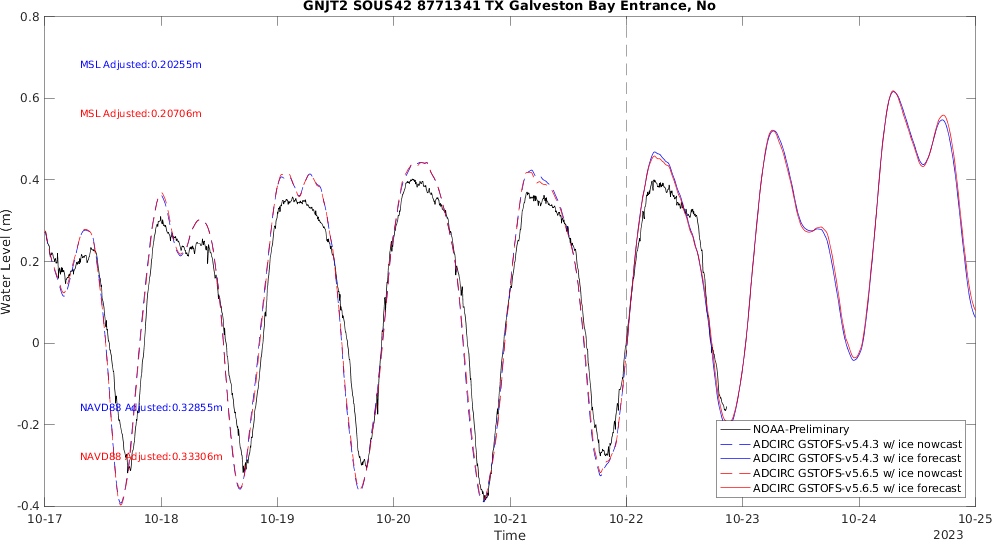 GNJT2 SOUS42 8771341 TX Galveston Bay Entrance, No
0.8
0.6
0.4
0.2
0
-0.2
-0.4
Water Level (m)
MSL Adjusted:0.20255m
MSL Adjusted:0.20706m
NAVD88 Adjusted:0.32855m
NAVD88 Adjusted:0.33306m
NOAA-Preliminary
ADCIRC GSTOFS-v5.4.3 w/ ice nowcast
ADCIRC GSTOFS-v5.4.3 w/ ice forecast
ADCIRC GSTOFS-v5.6.5 w/ ice nowcast
ADCIRC GSTOFS-v5.6.5 w/ ice forecast
10-17 10-18 10-19 10-20 10-21 10-22 10-23 10-24 10-25
Time
2023